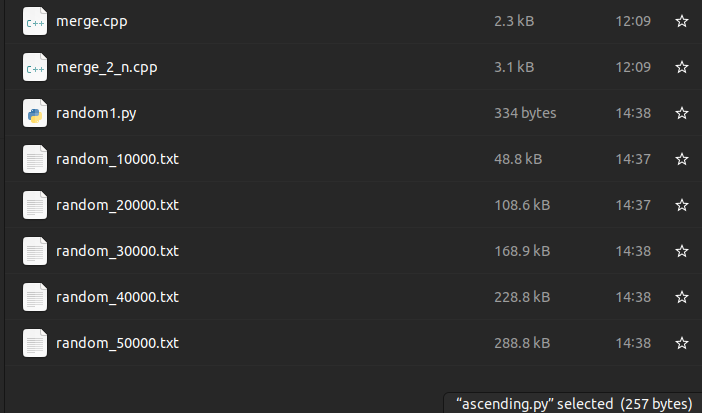 C++ merge.cpp 2.3 kB 12:09
C++ merge_2_n.cpp 3.1 kB 12:09
random1.py 334 bytes 14:38
random_10000.txt 48.8 kB 14:37
random_20000.txt 108.6 kB 14:37
random_30000.txt 168.9 kB 14:38
random_40000.txt 228.8 kB 14:38
random_50000.txt 288.8 kB 14:38
“ascending.py” selected (257 bytes)